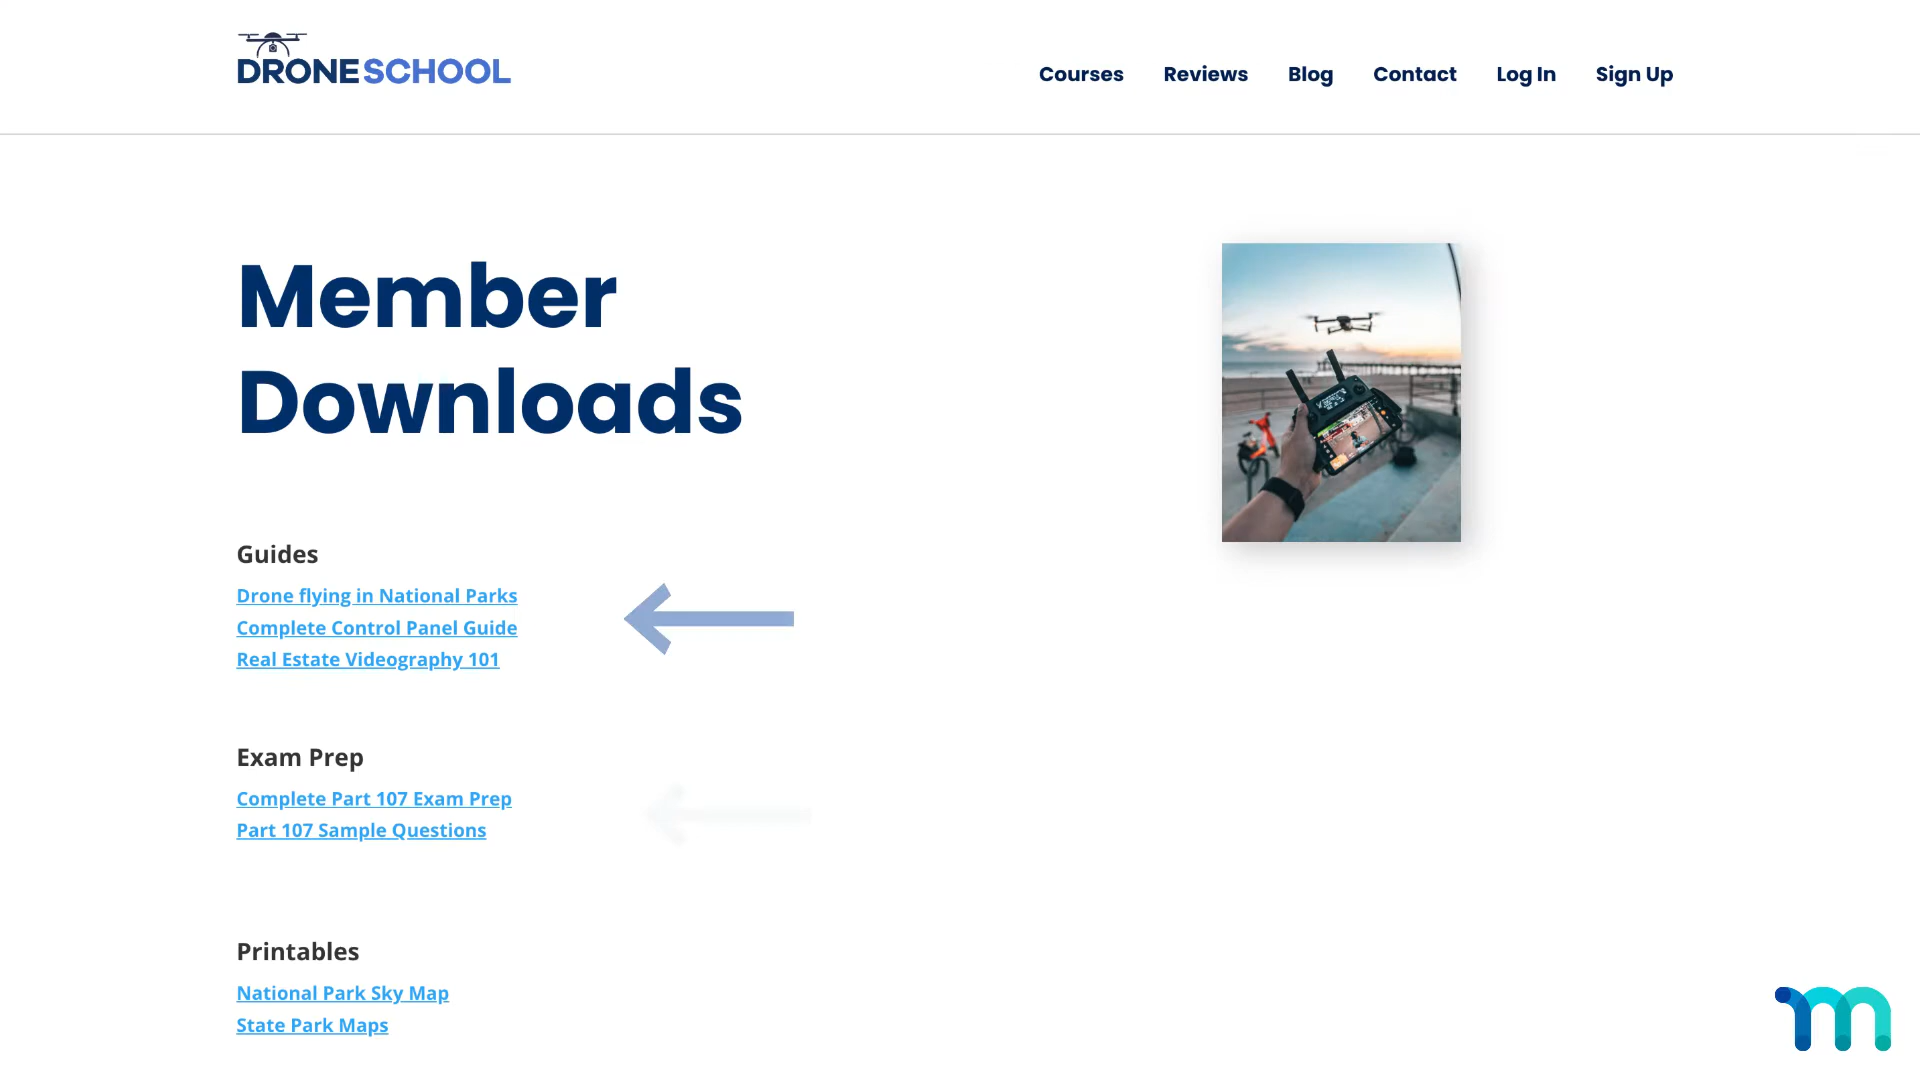 DRONESCHOOL
Courses
Reviews
Blog
Contact
Log In
Sign Up
Member
Downloads
Guides
Drone flying in National Parks
Complete Control Panel Guide
Real Estate Videography 101
Exam Prep
Complete Part 107 Exam Prep
Part 107 Sample Questions
Printables
National Park Sky Map
State Park Maps